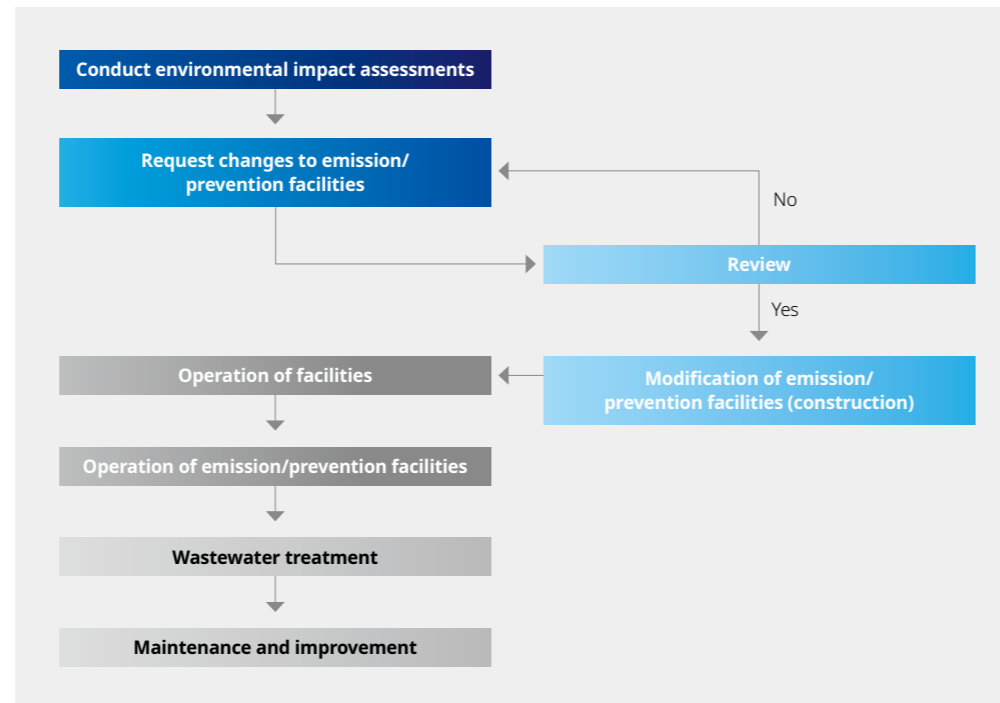 Conduct environmental impact assessments
Request changes to emission/
prevention facilities
No
Review
Yes
Operation of facilities
Modification of emission/
prevention facilities (construction)
Operation of emission/prevention facilities
Wastewater treatment
Maintenance and improvement